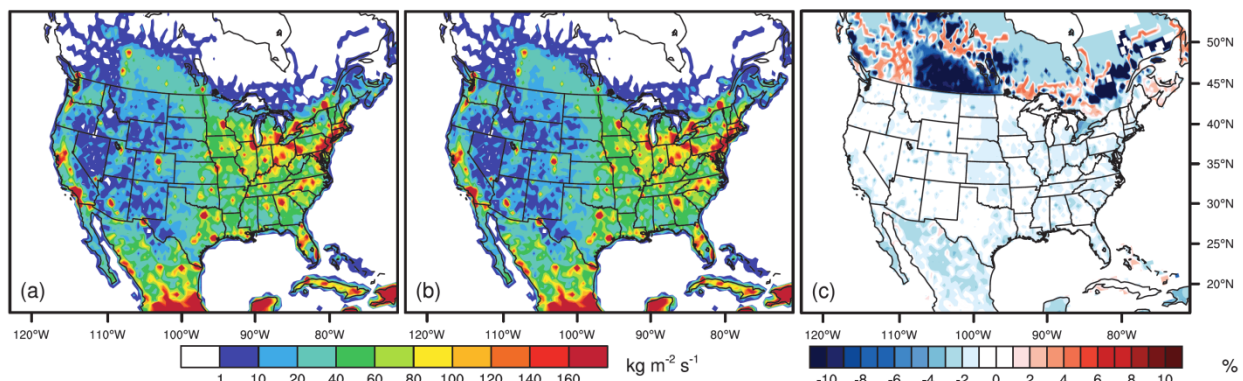 50°N
45°N
40°N
35°N
30°N
25°N
20°N
(a) (b) (c)
120°W 110°W 100°W 90°W 80°W 120°W 110°W 100°W 90°W 80°W 120°W 110°W 100°W 90°W 80°W
kg m⁻² s⁻¹ %
1 10 20 40 60 80 100 120 140 160 -10 -8 -6 -4 -2 0 2 4 6 8 10